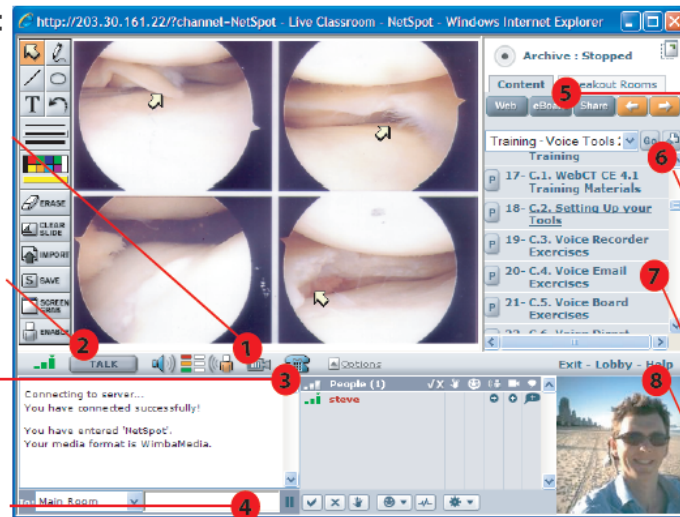 http://203.30.161.22/?channel-NetSpot - Live Classroom - NetSpot - Windows Internet Explorer
Archive : Stopped
Content
Breakout Rooms
5
Web
Share
Training - Voice Tools
Go
6
Training
P 17- C.1. WebCT CE 4.1
Training Materials
P 18- C.2. Setting Up your
Tools
P 19- C.3. Voice Recorder
Exercises
P 20- C.4. Voice Email
Exercises
P 21- C.5. Voice Board
Exercises
7
T
ERASE
CLEAR
SLIDE
IMPORT
S SAVE
SCREEN
GRAB
ENABLE
1
2
TALK
Options
Exit - Lobby - Help
3
8
Connecting to server...
You have connected successfully!
You have entered 'NetSpot'.
Your media format is WimbaMedia.
People (1)
steve
To: Main Room
4